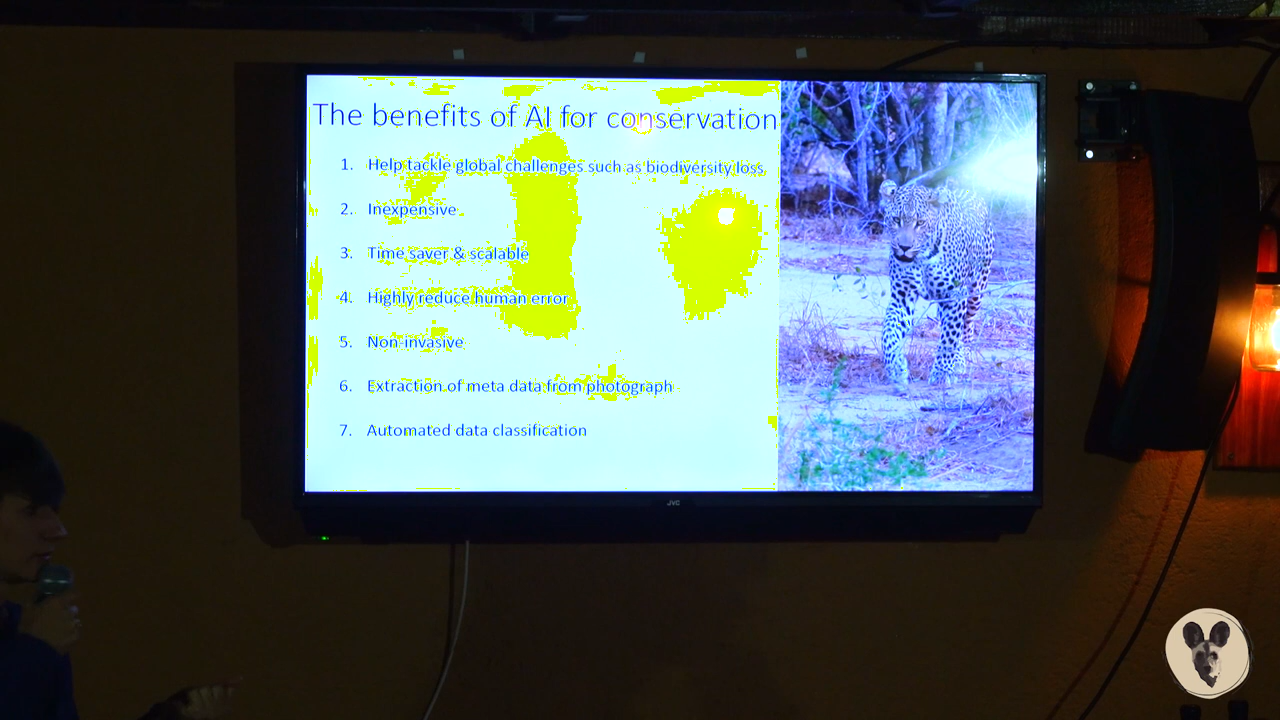 The benefits of AI for conservation
1. Help tackle global challenges such as biodiversity loss
2. Inexpensive
3. Time saver & scalable
4. Highly reduce human error
5. Non-invasive
6. Extraction of meta data from photograph
7. Automated data classification
JVC